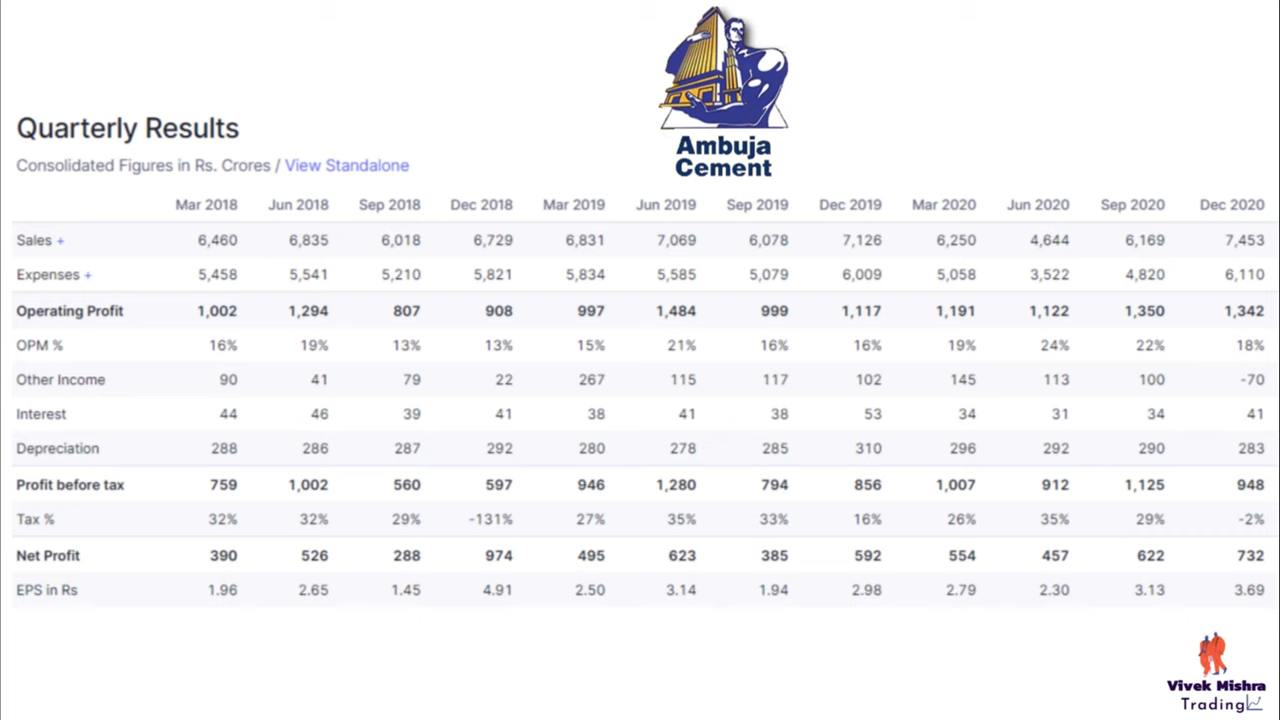 Ambuja
Cement
Quarterly Results
Consolidated Figures in Rs. Crores / View Standalone
Mar 2018 Jun 2018 Sep 2018 Dec 2018 Mar 2019 Jun 2019 Sep 2019 Dec 2019 Mar 2020 Jun 2020 Sep 2020 Dec 2020
Sales + 6,460 6,835 6,018 6,729 6,831 7,069 6,078 7,126 6,250 4,644 6,169 7,453
Expenses + 5,458 5,541 5,210 5,821 5,834 5,585 5,079 6,009 5,058 3,522 4,820 6,110
Operating Profit 1,002 1,294 807 908 997 1,484 999 1,117 1,191 1,122 1,350 1,342
OPM % 16% 19% 13% 13% 15% 21% 16% 16% 19% 24% 22% 18%
Other Income 90 41 79 22 267 115 117 102 145 113 100 -70
Interest 44 46 39 41 38 41 38 53 34 31 34 41
Depreciation 288 286 287 292 280 278 285 310 296 292 290 283
Profit before tax 759 1,002 560 597 946 1,280 794 856 1,007 912 1,125 948
Tax % 32% 32% 29% -131% 27% 35% 33% 16% 26% 35% 29% -2%
Net Profit 390 526 288 974 495 623 385 592 554 457 622 732
EPS in Rs 1.96 2.65 1.45 4.91 2.50 3.14 1.94 2.98 2.79 2.30 3.13 3.69
Vivek Mishra
Trading